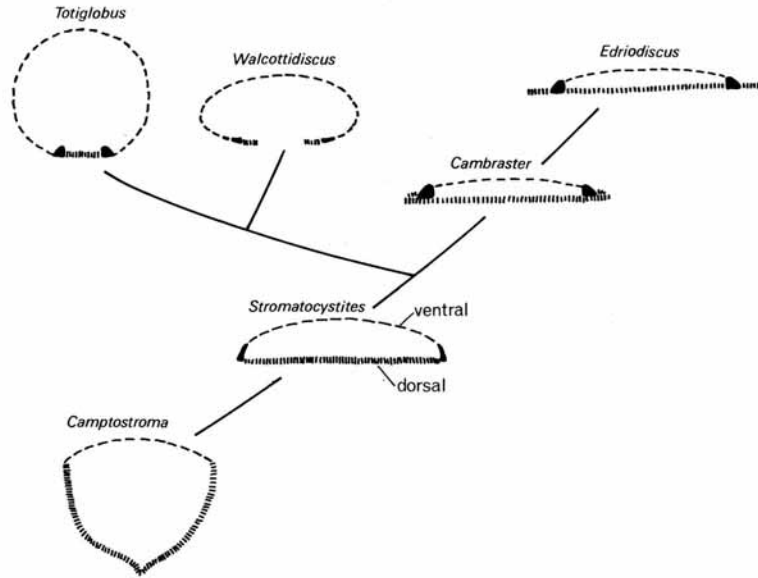 Totiglobus
Walcottidiscus
Edriodiscus
Cambraster
Stromatocystites
ventral
dorsal
Camptostroma